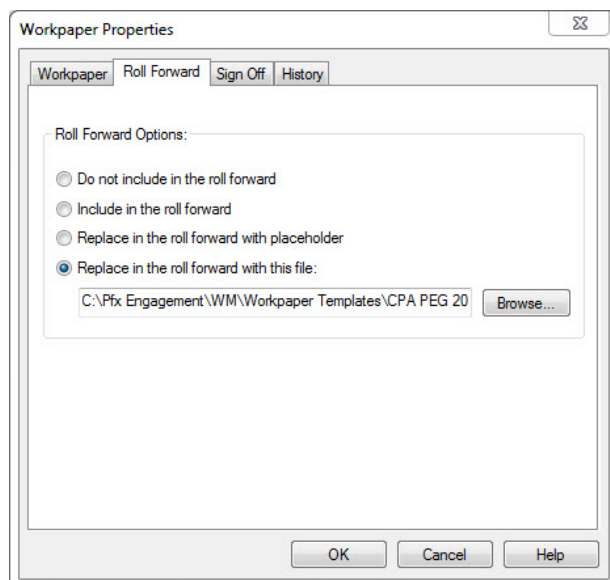 Workpaper Properties
Workpaper Roll Forward Sign Off History
Roll Forward Options:
Do not include in the roll forward
Include in the roll forward
Replace in the roll forward with placeholder
Replace in the roll forward with this file:
C:\Pfx Engagement\WM\Workpaper Templates\CPA PEG 20 Browse...
OK Cancel Help